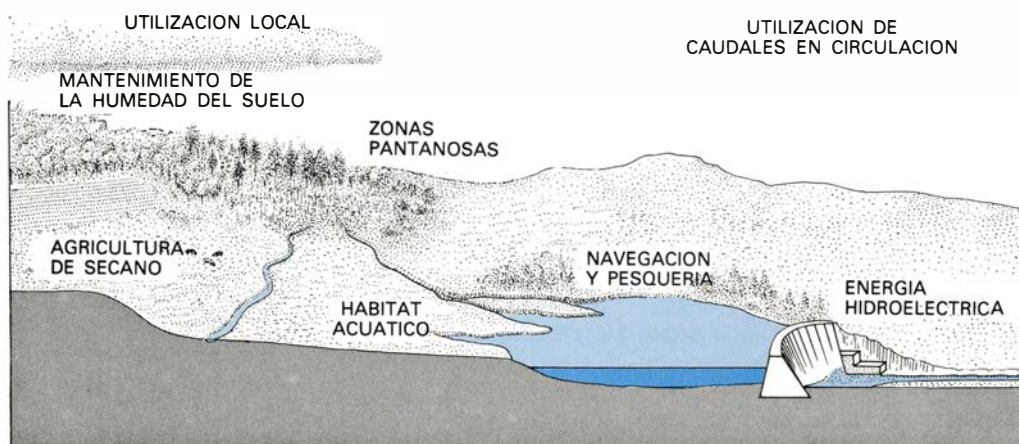 UTILIZACION LOCAL
UTILIZACION DE
CAUDALES EN CIRCULACION
MANTENIMIENTO DE
LA HUMEDAD DEL SUELO
ZONAS
PANTANOSAS
AGRICULTURA
DE SECANO
HABITAT
ACUATICO
NAVEGACION
Y PESQUERIA
ENERGIA
HIDROELECTRICA